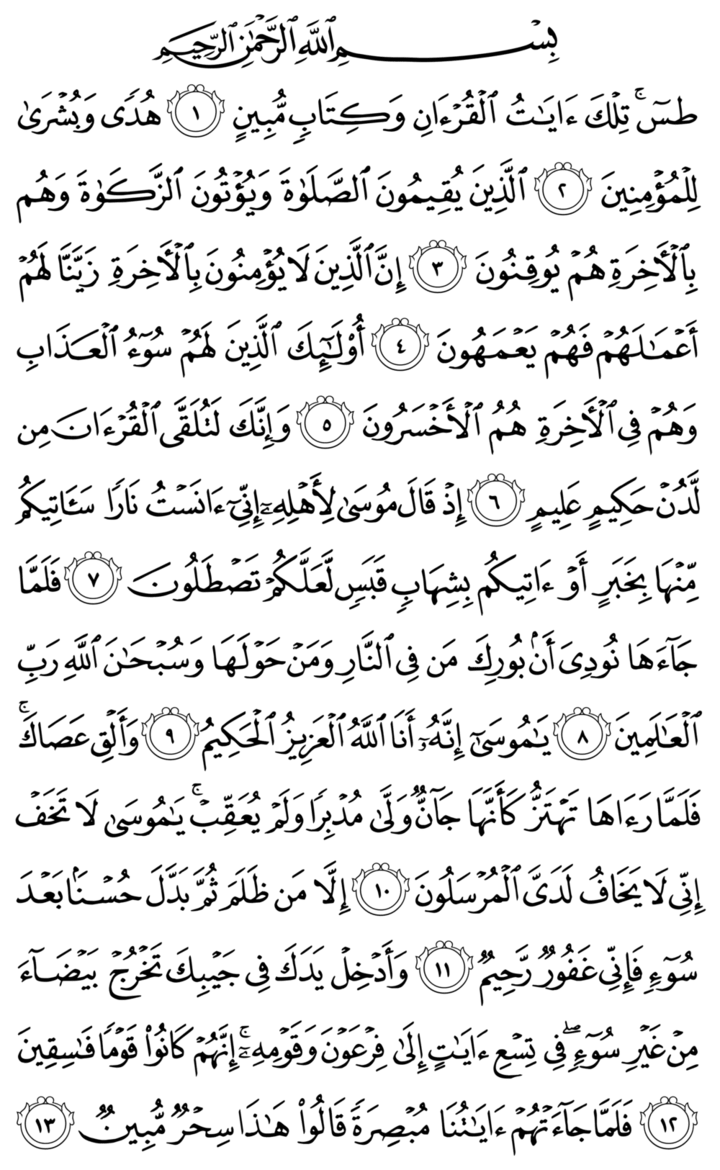 بِسْمِ ٱللَّهِ ٱلرَّحْمَٰنِ ٱلرَّحِيمِ
طسٓ ۚ تِلْكَ ءَايَٰتُ ٱلْقُرْءَانِ وَكِتَابٍ مُّبِينٍ ١ هُدًى وَبُشْرَىٰ
لِلْمُؤْمِنِينَ ٢ ٱلَّذِينَ يُقِيمُونَ ٱلصَّلَوٰةَ وَيُؤْتُونَ ٱلزَّكَوٰةَ وَهُم
بِٱلْأَخِرَةِ هُمْ يُوقِنُونَ ٣ إِنَّ ٱلَّذِينَ لَا يُؤْمِنُونَ بِٱلْأَخِرَةِ زَيَّنَّا لَهُمْ
أَعْمَٰلَهُمْ فَهُمْ يَعْمَهُونَ ٤ أُو۟لَٰٓئِكَ ٱلَّذِينَ لَهُمْ سُوٓءُ ٱلْعَذَابِ
وَهُمْ فِى ٱلْأَخِرَةِ هُمُ ٱلْأَخْسَرُونَ ٥ وَإِنَّكَ لَتُلَقَّى ٱلْقُرْءَانَ مِن
لَّدُنْ حَكِيمٍ عَلِيمٍ ٦ إِذْ قَالَ مُوسَىٰ لِأَهْلِهِۦٓ إِنِّىٓ ءَانَسْتُ نَارًا سَـَٔاتِيكُم
مِّنْهَا بِخَبَرٍ أَوْ ءَاتِيكُم بِشِهَابٍ قَبَسٍ لَّعَلَّكُمْ تَصْطَلُونَ ٧ فَلَمَّا
جَآءَهَا نُودِىَ أَنۢ بُورِكَ مَن فِى ٱلنَّارِ وَمَنْ حَوْلَهَا وَسُبْحَٰنَ ٱللَّهِ رَبِّ
ٱلْعَٰلَمِينَ ٨ يَٰمُوسَىٰٓ إِنَّهُۥٓ أَنَا ٱللَّهُ ٱلْعَزِيزُ ٱلْحَكِيمُ ٩ وَأَلْقِ عَصَاكَ ۚ
فَلَمَّا رَءَاهَا تَهْتَزُّ كَأَنَّهَا جَآنٌّ وَلَّىٰ مُدْبِرًا وَلَمْ يُعَقِّبْ ۚ يَٰمُوسَىٰ لَا تَخَفْ
إِنِّى لَا يَخَافُ لَدَىَّ ٱلْمُرْسَلُونَ ١٠ إِلَّا مَن ظَلَمَ ثُمَّ بَدَّلَ حُسْنًۢا بَعْدَ
سُوٓءٍ فَإِنِّى غَفُورٌ رَّحِيمٌ ١١ وَأَدْخِلْ يَدَكَ فِى جَيْبِكَ تَخْرُجْ بَيْضَآءَ
مِنْ غَيْرِ سُوٓءٍ ۖ فِى تِسْعِ ءَايَٰتٍ إِلَىٰ فِرْعَوْنَ وَقَوْمِهِۦٓ ۚ إِنَّهُمْ كَانُوا۟ قَوْمًا فَٰسِقِينَ
١٢ فَلَمَّا جَآءَتْهُمْ ءَايَٰتُنَا مُبْصِرَةً قَالُوا۟ هَٰذَا سِحْرٌ مُّبِينٌ ١٣